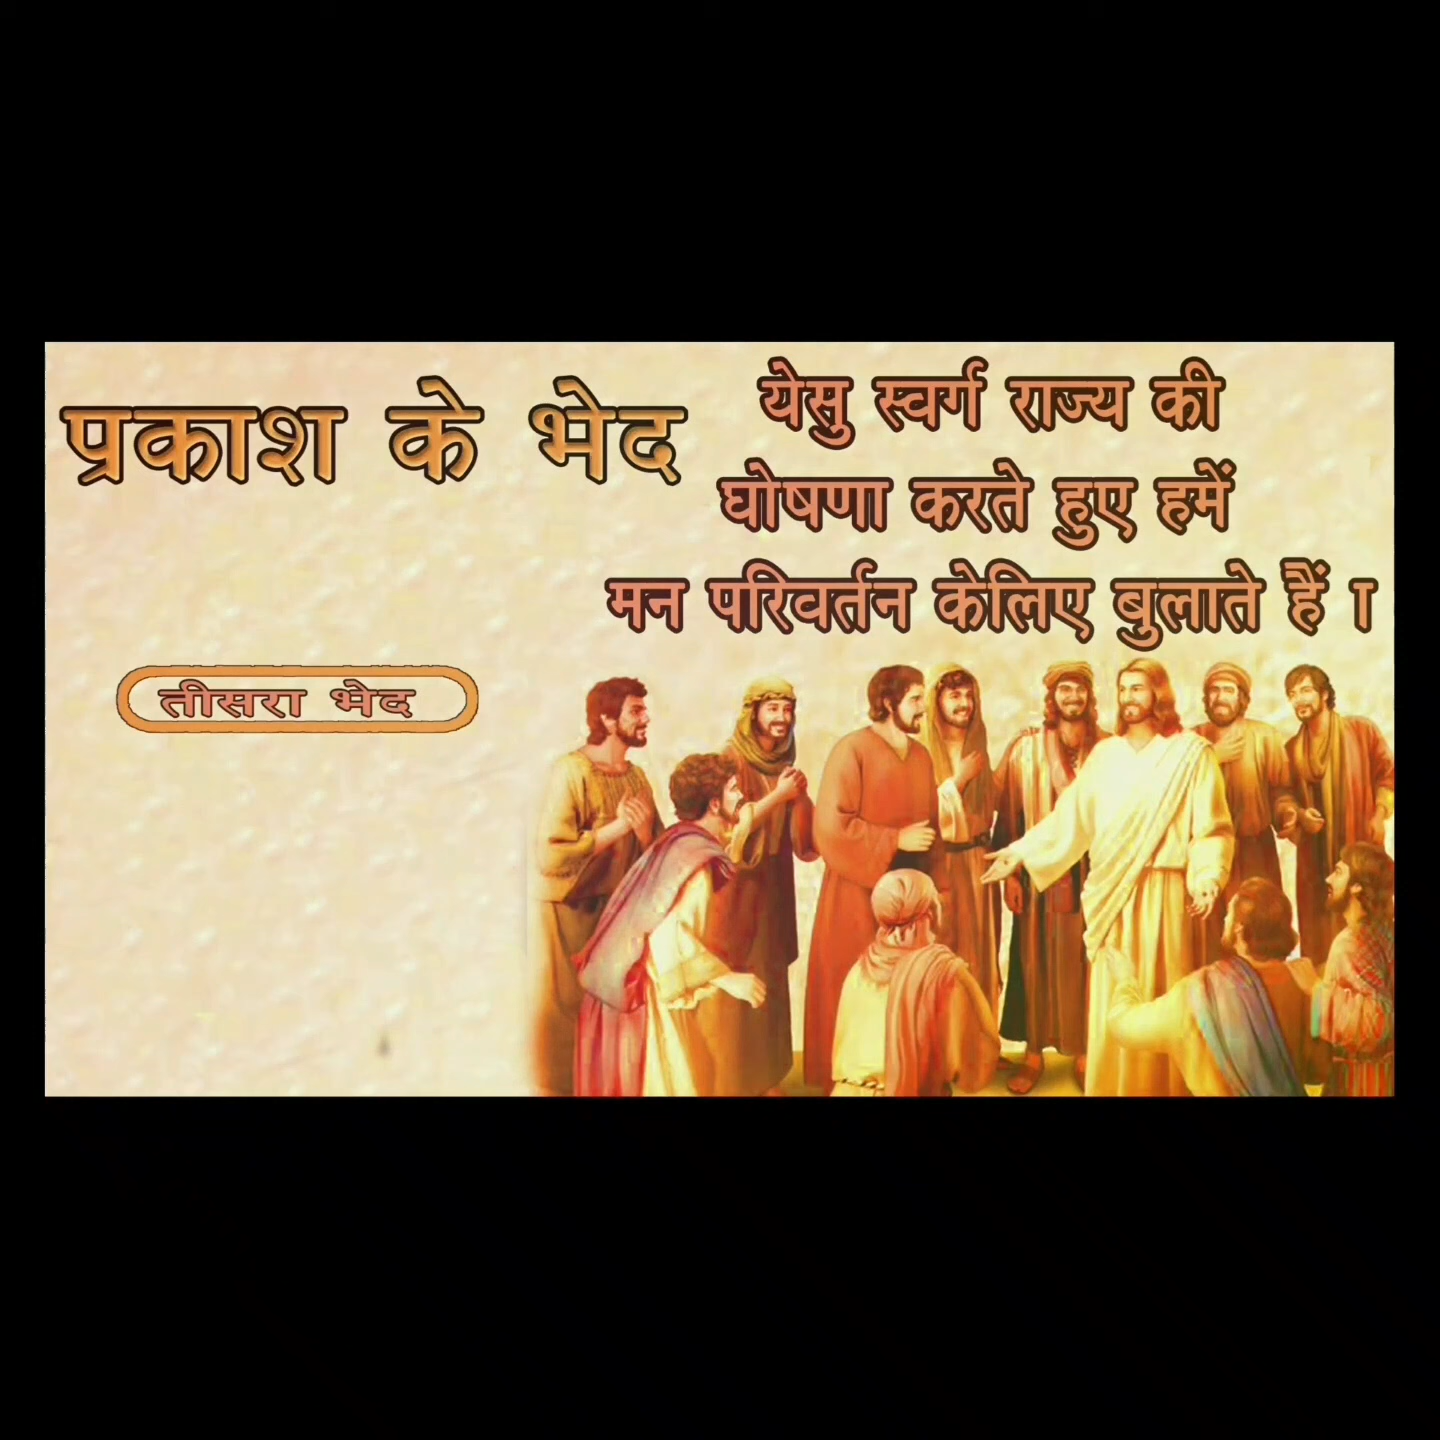 प्रकाश के भेद
येसु स्वर्ग राज्य की
घोषणा करते हुए हमें
मन परिवर्तन केलिए बुलाते हैं ।
तीसरा भेद